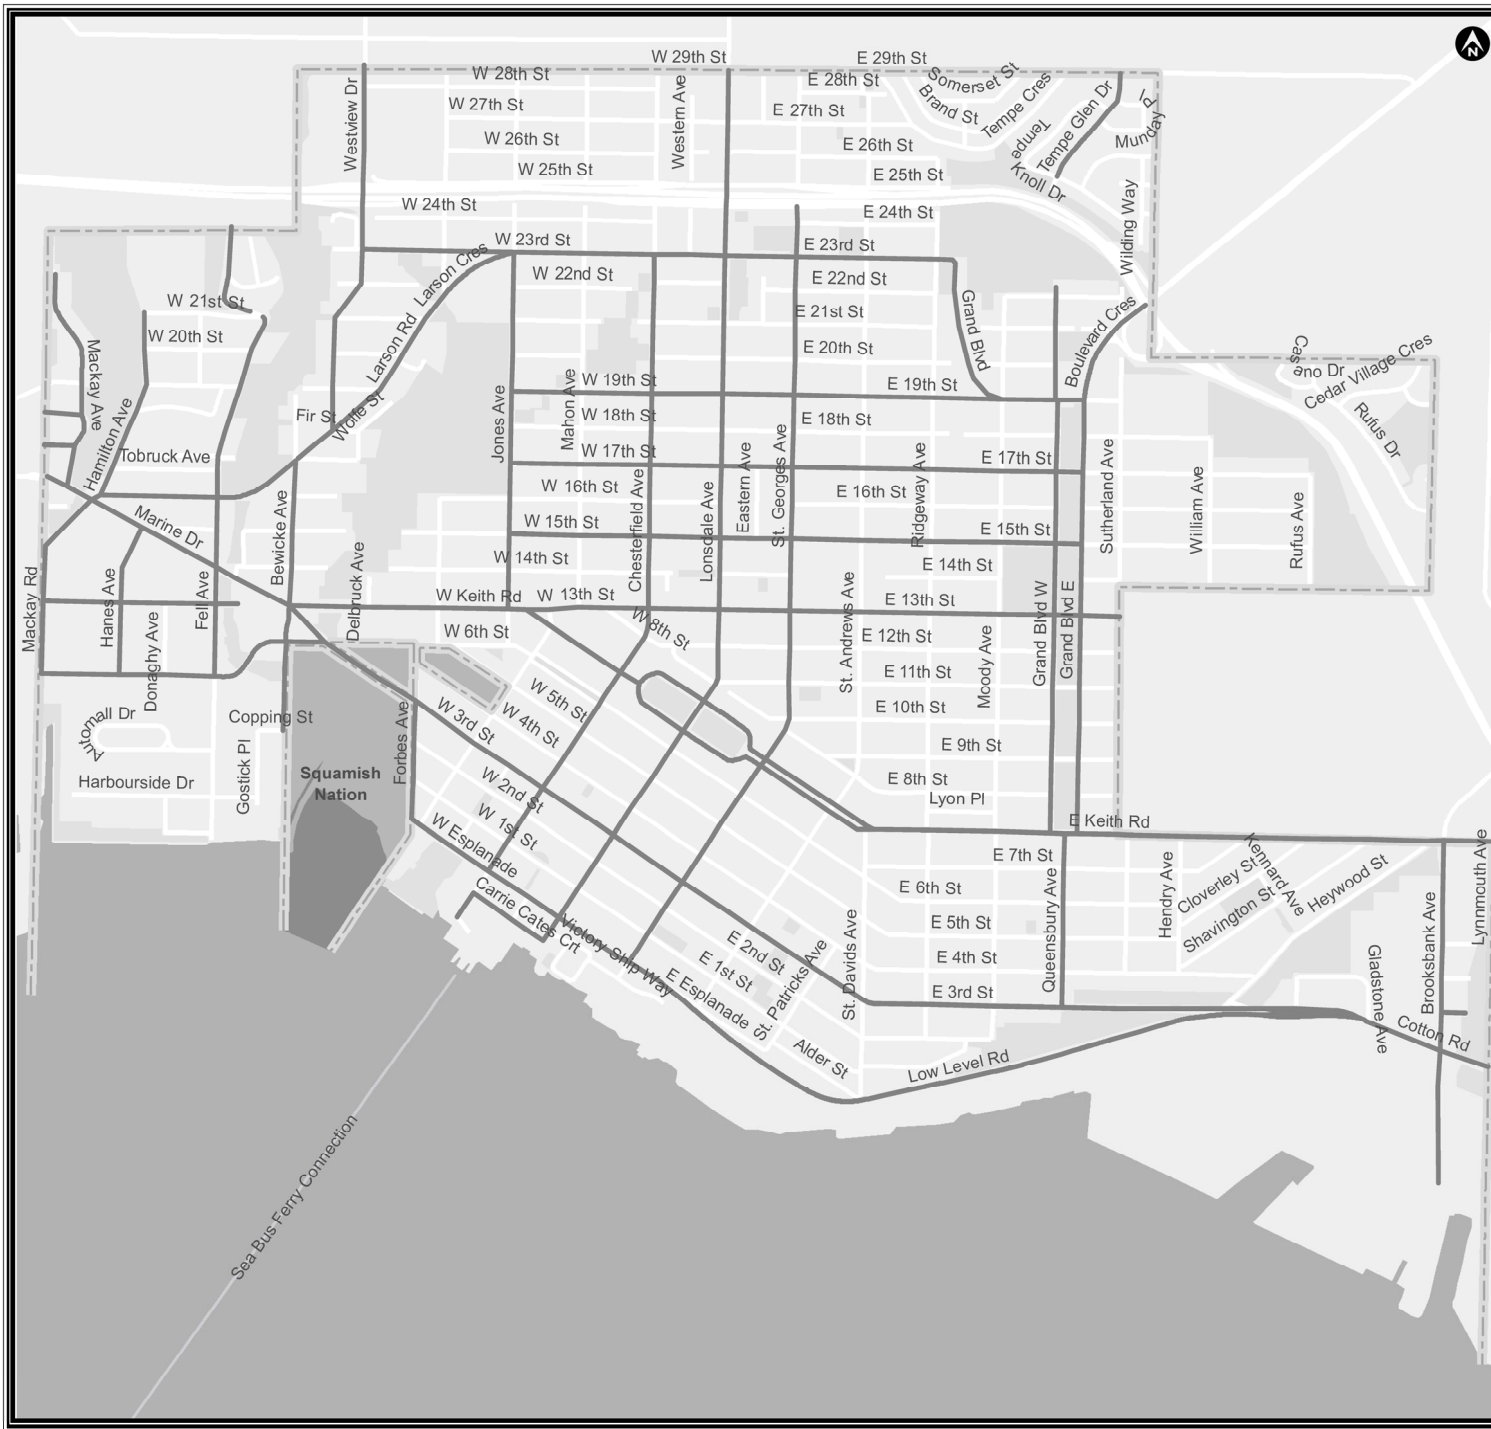 W 29th St
E 29th St
N
W 28th St
E 28th St
Somerset St
Brand St
Tempe Cres
Tempe Glen Dr
Munday Pl
W 27th St
E 27th St
Westview Dr
Western Ave
W 26th St
E 26th St
Tempe
Knoll Dr
W 25th St
E 25th St
W 24th St
E 24th St
Wilding Way
W 23rd St
E 23rd St
Larson Cres
W 22nd St
E 22nd St
W 21st St
E 21st St
Grand Blvd
Boulevard Cres
W 20th St
E 20th St
Larson Rd
Mackay Ave
Cas
ano Dr
Cedar Village Cres
W 19th St
E 19th St
Hamilton Ave
Fir St
Wolfe St
Jones Ave
Mahon Ave
W 18th St
E 18th St
Rufus Dr
Tobruck Ave
W 17th St
E 17th St
W 16th St
E 16th St
Chesterfield Ave
Lonsdale Ave
Eastern Ave
St. Georges Ave
Ridgeway Ave
Sutherland Ave
William Ave
Rufus Ave
Marine Dr
Bewicke Ave
W 15th St
E 15th St
Delbruck Ave
W 14th St
E 14th St
Mackay Rd
Hanes Ave
Donaghy Ave
Fell Ave
W Keith Rd
W 13th St
E 13th St
W 6th St
W 8th St
St. Andrews Ave
E 12th St
Moody Ave
Grand Blvd W
Grand Blvd E
E 11th St
W 5th St
W 4th St
W 3rd St
E 10th St
Automall Dr
Copping St
Forbes Ave
E 9th St
Gostick Pl
Harbourside Dr
Squamish
Nation
W 2nd St
E 8th St
Lyon Pl
W 1st St
W Esplanade
E Keith Rd
E 7th St
Kennard Ave
Lynnmouth Ave
Carrie Cates Crt
E 6th St
Queensbury Ave
Hendry Ave
Cloverley St
Shavington St
Heywood St
Victory Ship Way
E 5th St
Brooksbank Ave
E 2nd St
E 1st St
E Esplanade
St. Patricks Ave
St. Davids Ave
E 4th St
Gladstone Ave
E 3rd St
Cotton Rd
Alder St
Low Level Rd
Sea Bus Ferry Connection